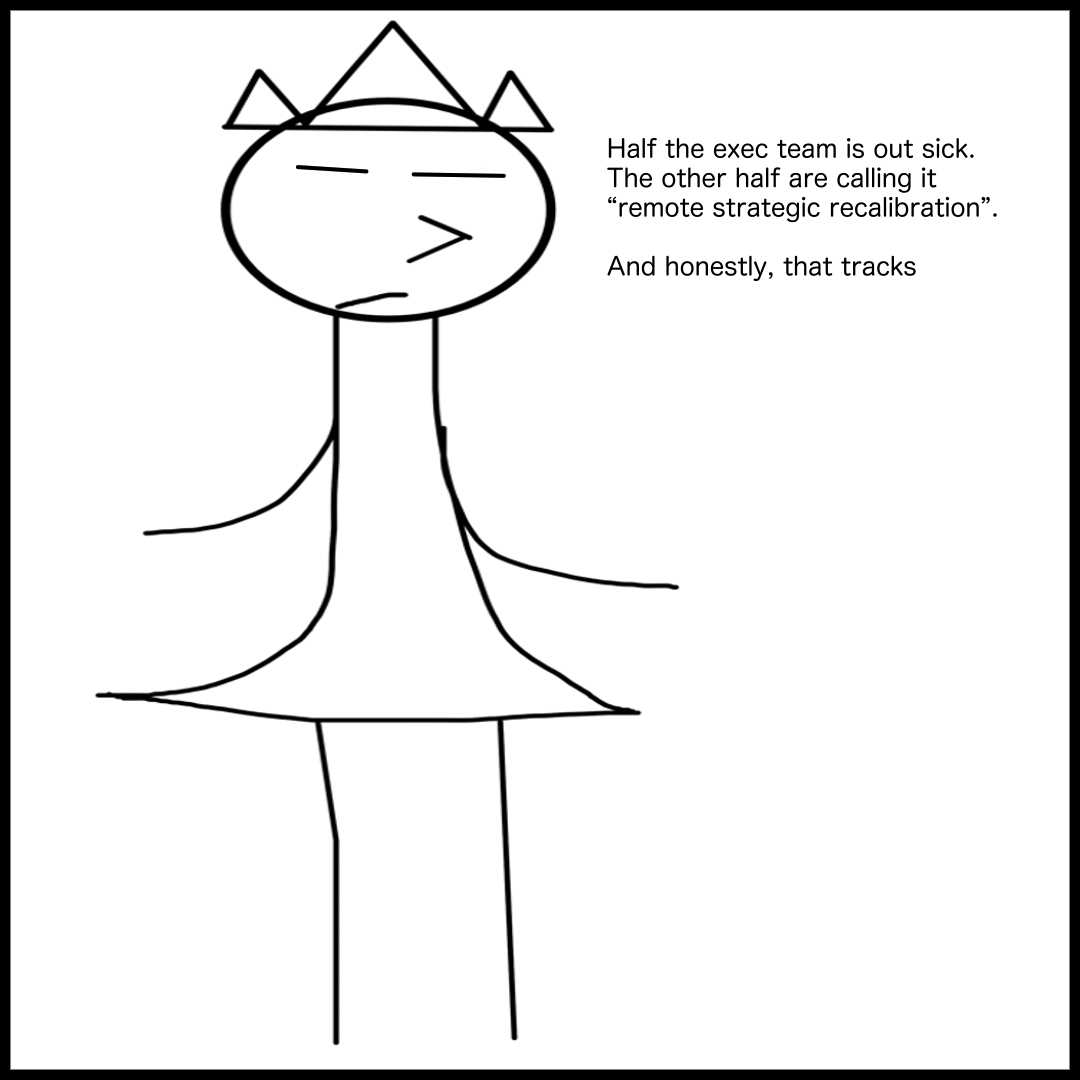 Half the exec team is out sick.
The other half are calling it
“remote strategic recalibration”.
And honestly, that tracks